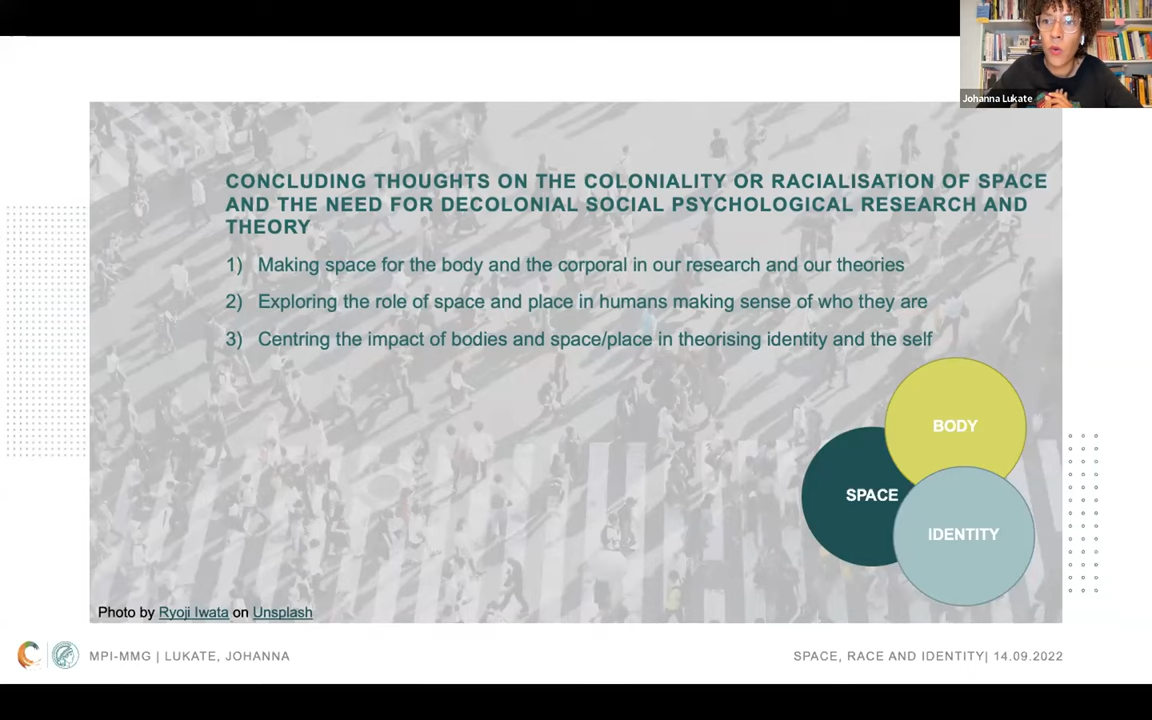 Johanna Lukate
CONCLUDING THOUGHTS ON THE COLONIALITY OR RACIALISATION OF SPACE
AND THE NEED FOR DECOLONIAL SOCIAL PSYCHOLOGICAL RESEARCH AND
THEORY
1) Making space for the body and the corporal in our research and our theories
2) Exploring the role of space and place in humans making sense of who they are
3) Centring the impact of bodies and space/place in theorising identity and the self
BODY
SPACE
IDENTITY
Photo by Ryoji Iwata on Unsplash
MPI-MMG | LUKATE, JOHANNA
SPACE, RACE AND IDENTITY| 14.09.2022